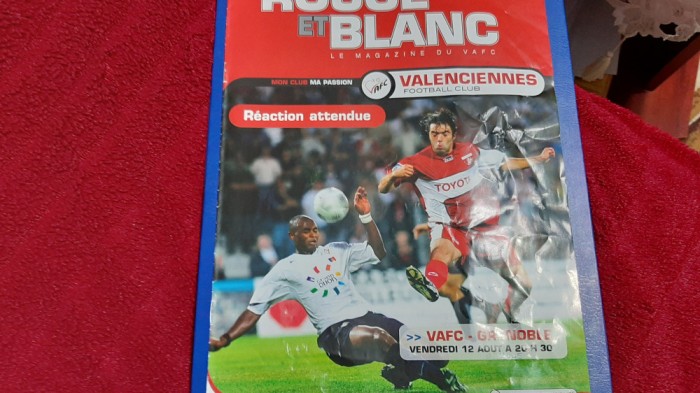 ROUGE
ET BLANC
LE MAGAZINE DU VAFC
MON CLUB MA PASSION
VAFC
VALENCIENNES
FOOTBALL CLUB
Réaction attendue
TOYOTA
>> VAFC - GRENOBLE
VENDREDI 12 AOUT A 20 H 30